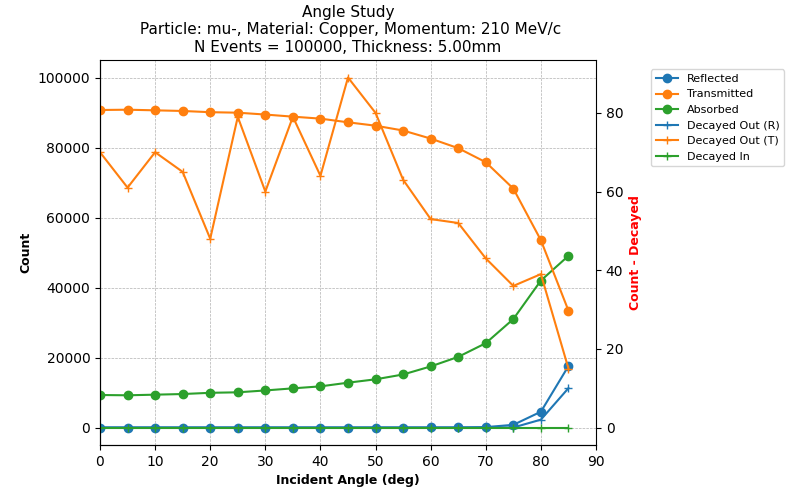 Angle Study
Particle: mu-, Material: Copper, Momentum: 210 MeV/c
N Events = 100000, Thickness: 5.00mm
100000
80000
60000
40000
20000
0
Count
80
60
40
20
0
Count - Decayed
0 10 20 30 40 50 60 70 80 90
Incident Angle (deg)
Reflected
Transmitted
Absorbed
Decayed Out (R)
Decayed Out (T)
Decayed In